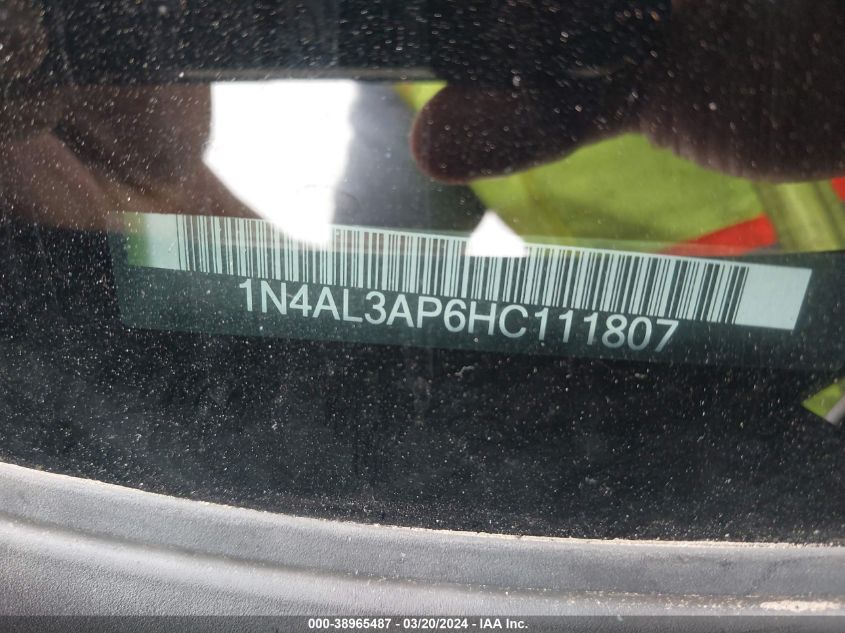 1N4AL3AP6HC111807
000-38965487 - 03/20/2024 - IAA Inc.